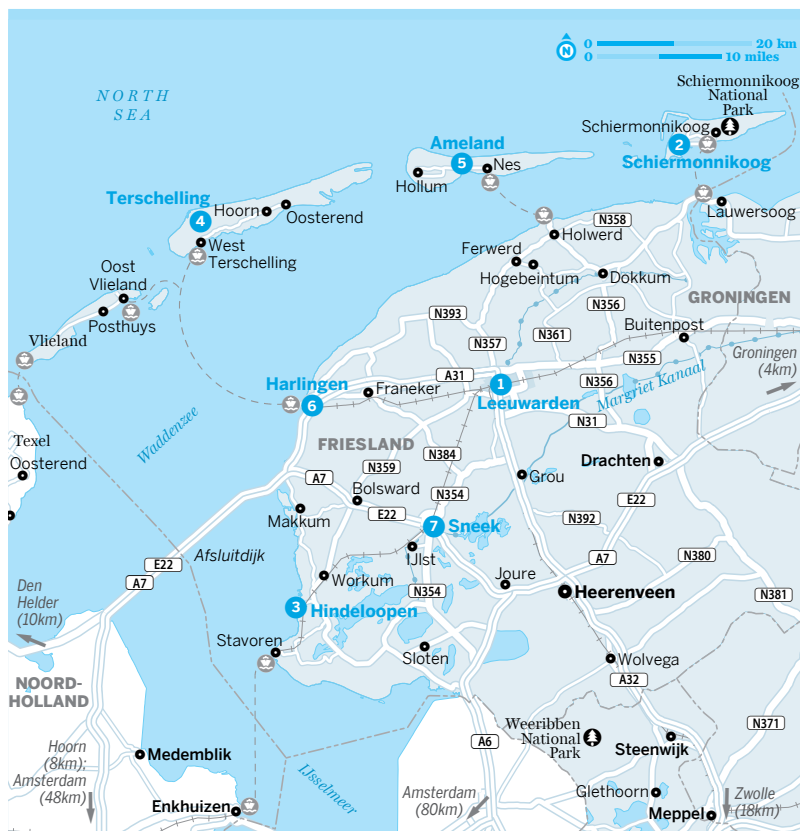 N
0
20 km
0
10 miles
NORTH
SEA
Schiermonnikoog
National
Park
Schiermonnikoog
2
Schiermonnikoog
Ameland
5
Nes
Hollum
Terschelling
4
Hoorn
Oosterend
West
Terschelling
Lauwersoog
N358
Holwerd
Ferwerd
Hogebeintum
Dokkum
Oost
Vlieland
Posthuys
Vlieland
GRONINGEN
N356
N393
N361
Buitenpost
N357
N355
Groningen
(4km)
A31
1
Leeuwarden
N356
Margriet Kanaal
Harlingen
6
Franeker
N31
Waddenzee
Texel
Oosterend
FRIESLAND
N384
Drachten
N359
A7
Grou
Bolsward
N354
E22
Makkum
E22
7
Sneek
N392
Afsluitdijk
IJlst
A7
N380
E22
A7
Workum
Joure
N354
Heerenveen
N381
Den
Helder
(10km)
3
Hindeloopen
Stavoren
Sloten
Wolvega
A32
NOORD-
HOLLAND
Weeribben
National
Park
N371
A6
Steenwijk
Hoorn
(8km);
Amsterdam
(48km)
Medemblik
IJsselmeer
Amsterdam
(80km)
Glethoorn
Zwolle
(18km)
Enkhuizen
Meppel